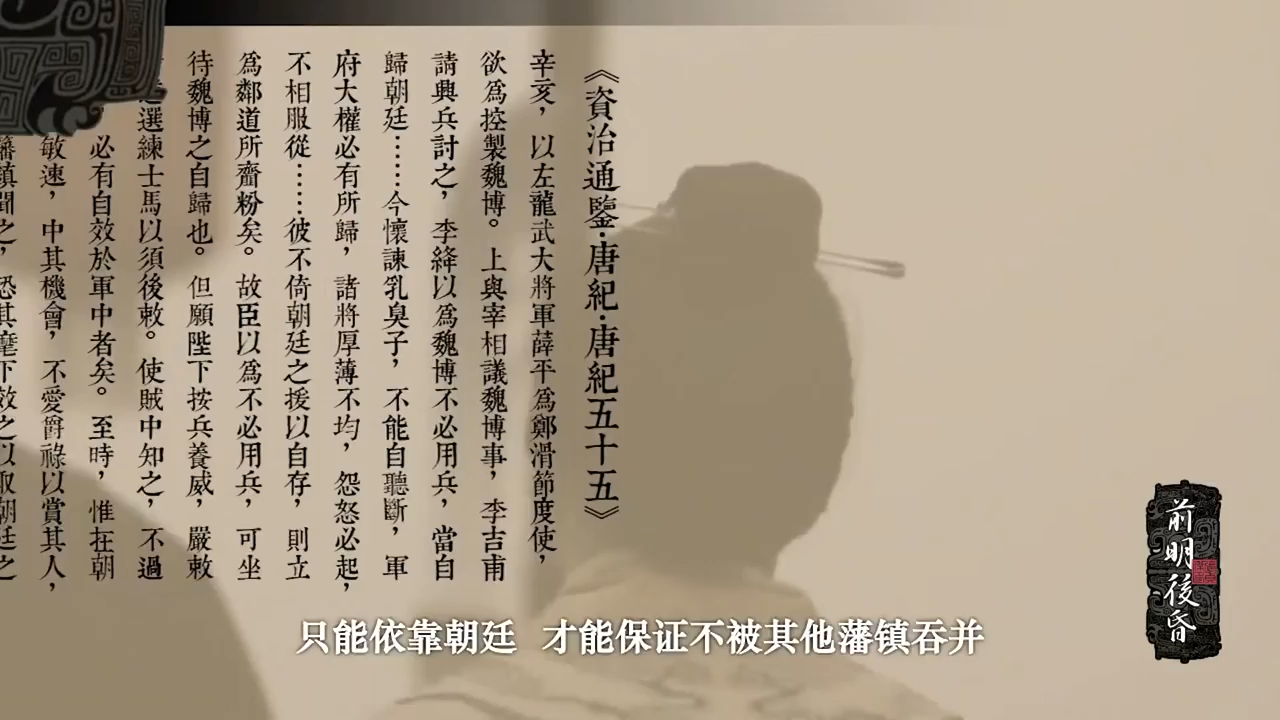 《資治通鑒·唐紀·唐紀五十五》
辛亥，以左龍武大將軍薛平爲鄭滑節度使，
欲爲控製魏博。上與宰相議魏博事，李吉甫
請興兵討之，李絳以爲魏博不必用兵，當自
歸朝廷……今懷諫乳臭子，不能自聽斷，軍
府大權必有所歸，諸將厚薄不均，怨怒必起，
不相服從……彼不倚朝廷之援以自存，則立
爲鄰道所齏粉矣。故臣以爲不必用兵，可坐
待魏博之自歸也。但願陛下按兵養威，嚴敕
選練士馬以須後敕。使賊中知之，不過
必有自效於軍中者矣。至時，惟在朝
敏速，中其機會，不愛爵祿以賞其人，
藩鎮聞之，恐其麾下效之以取朝廷之
只能依靠朝廷 才能保证不被其他藩镇吞并
前明後昏